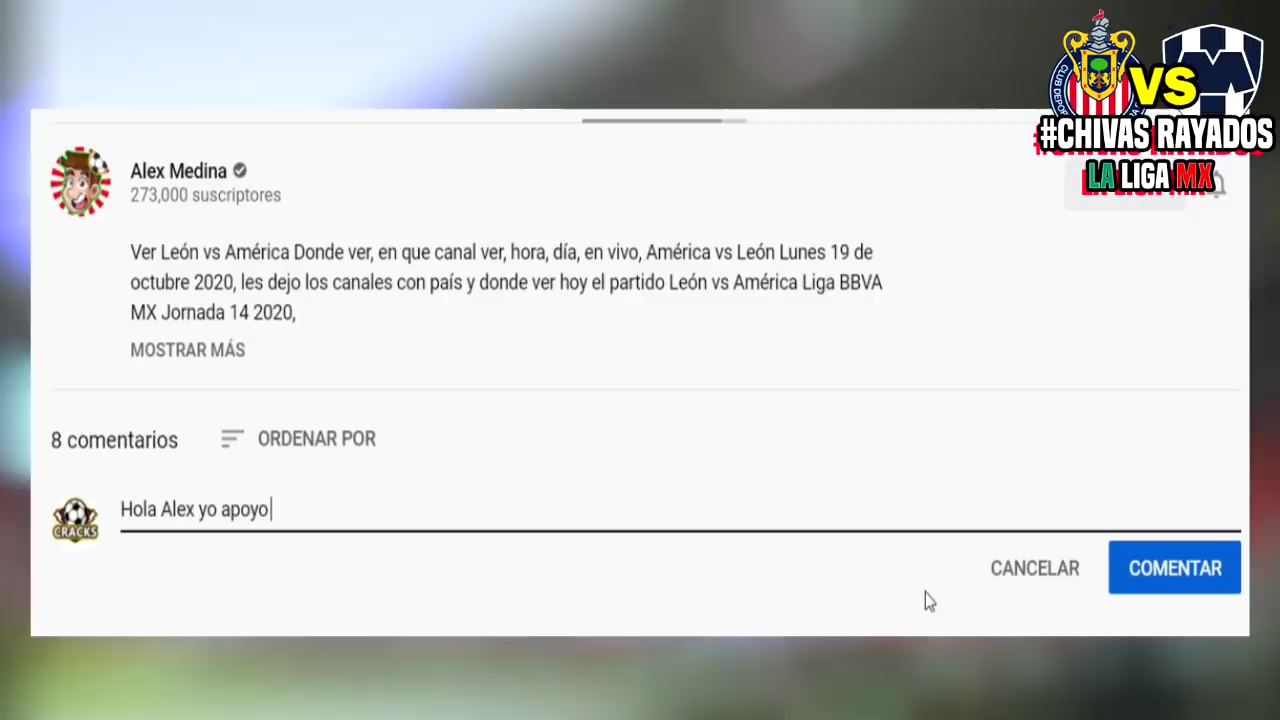 VS
#CHIVAS RAYADOS
LA LIGA MX
Alex Medina
273,000 suscriptores
Ver León vs América Donde ver, en que canal ver, hora, día, en vivo, América vs León Lunes 19 de
octubre 2020, les dejo los canales con país y donde ver hoy el partido León vs América Liga BBVA
MX Jornada 14 2020,
MOSTRAR MÁS
8 comentarios
ORDENAR POR
CRACKS
Hola Alex yo apoyo
CANCELAR
COMENTAR